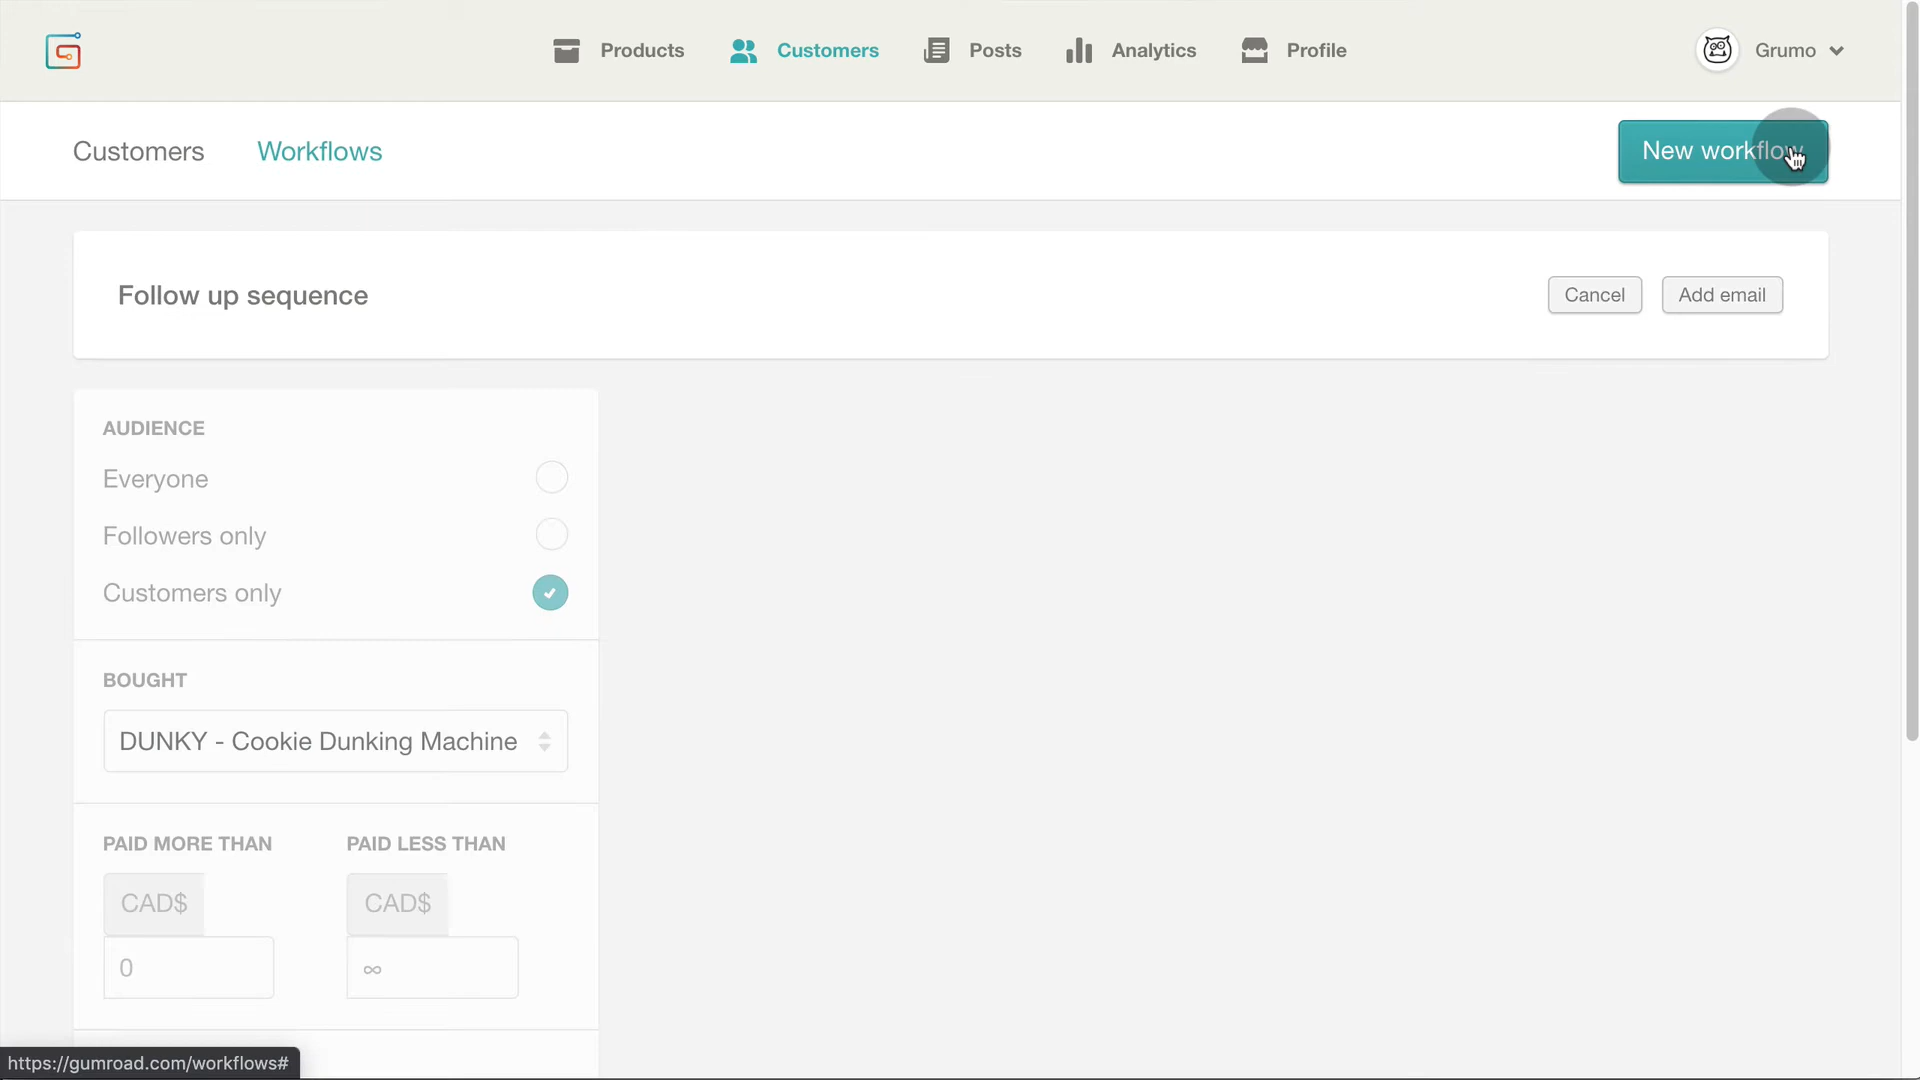 Products Customers Posts Analytics Profile Grumo
Customers Workflows New workflow
Follow up sequence Cancel Add email
AUDIENCE
Everyone
Followers only
Customers only
BOUGHT
DUNKY - Cookie Dunking Machine
PAID MORE THAN PAID LESS THAN
CAD$ CAD$
0 ∞
https://gumroad.com/workflows#